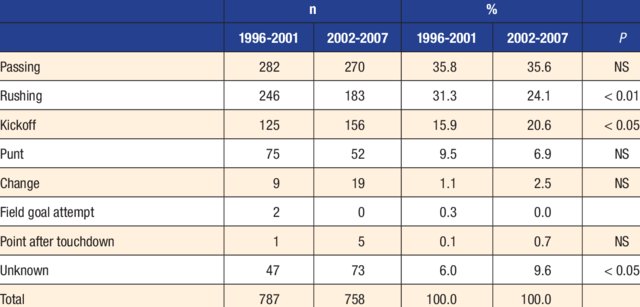 n %
1996-2001 2002-2007 1996-2001 2002-2007 P
Passing 282 270 35.8 35.6 NS
Rushing 246 183 31.3 24.1 < 0.01
Kickoff 125 156 15.9 20.6 < 0.05
Punt 75 52 9.5 6.9 NS
Change 9 19 1.1 2.5 NS
Field goal attempt 2 0 0.3 0.0
Point after touchdown 1 5 0.1 0.7 NS
Unknown 47 73 6.0 9.6 < 0.05
Total 787 758 100.0 100.0